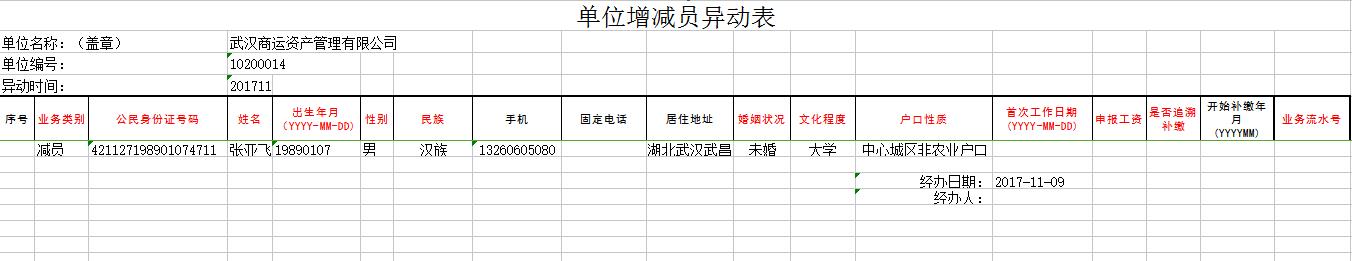 单位增减员异动表
单位名称：（盖章） 武汉商运资产管理有限公司
单位编号： 10200014
异动时间： 201711
序号 业务类别 公民身份证号码 姓名 出生年月 (YYYY-MM-DD) 性别 民族 手机 固定电话 居住地址 婚姻状况 文化程度 户口性质 首次工作日期 (YYYY-MM-DD) 申报工资 是否追溯补缴 开始补缴年月 (YYYYMM) 业务流水号
减员 421127198901074711 张亚飞 19890107 男 汉族 13260605080 湖北武汉武昌 未婚 大学 中心城区非农业户口
经办日期： 2017-11-09
经办人：